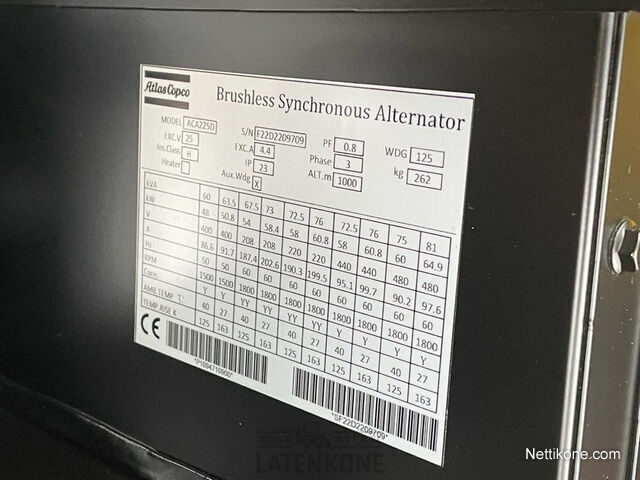 Atlas Copco Brushless Synchronous Alternator
MODEL ACA225D S/N F22D2209709 PF 0.8 WDG 125
EXC.V 25 EXC.A 4.4 Phase 3 kg 262
Ins.Class H IP 23 ALT.m 1000
Heater Aux.Wdg X
kVA 60 63.5 67.5 73 72.5 76 72.5 76 75 81
kW 48 50.8 54 58.4 58 60.8 58 60.8 60 64.9
V 400 400 208 208 220 220 440 440 480 480
A 86.6 91.7 187.4 202.6 190.3 199.5 95.1 99.7 90.2 97.6
Hz 50 50 60 60 60 60 60 60 60 60
RPM 1500 1500 1800 1800 1800 1800 1800 1800 1800 1800
Conn. Y Y YY YY YY YY Y Y Y Y
AMB.TEMP ℃ 40 27 40 27 40 27 40 27 40 27
TEMP RISE K 125 163 125 163 125 163 125 163 125 163
CE
*P1094710900*
*SF22D2209709*
LATENKONE
Nettikone.com